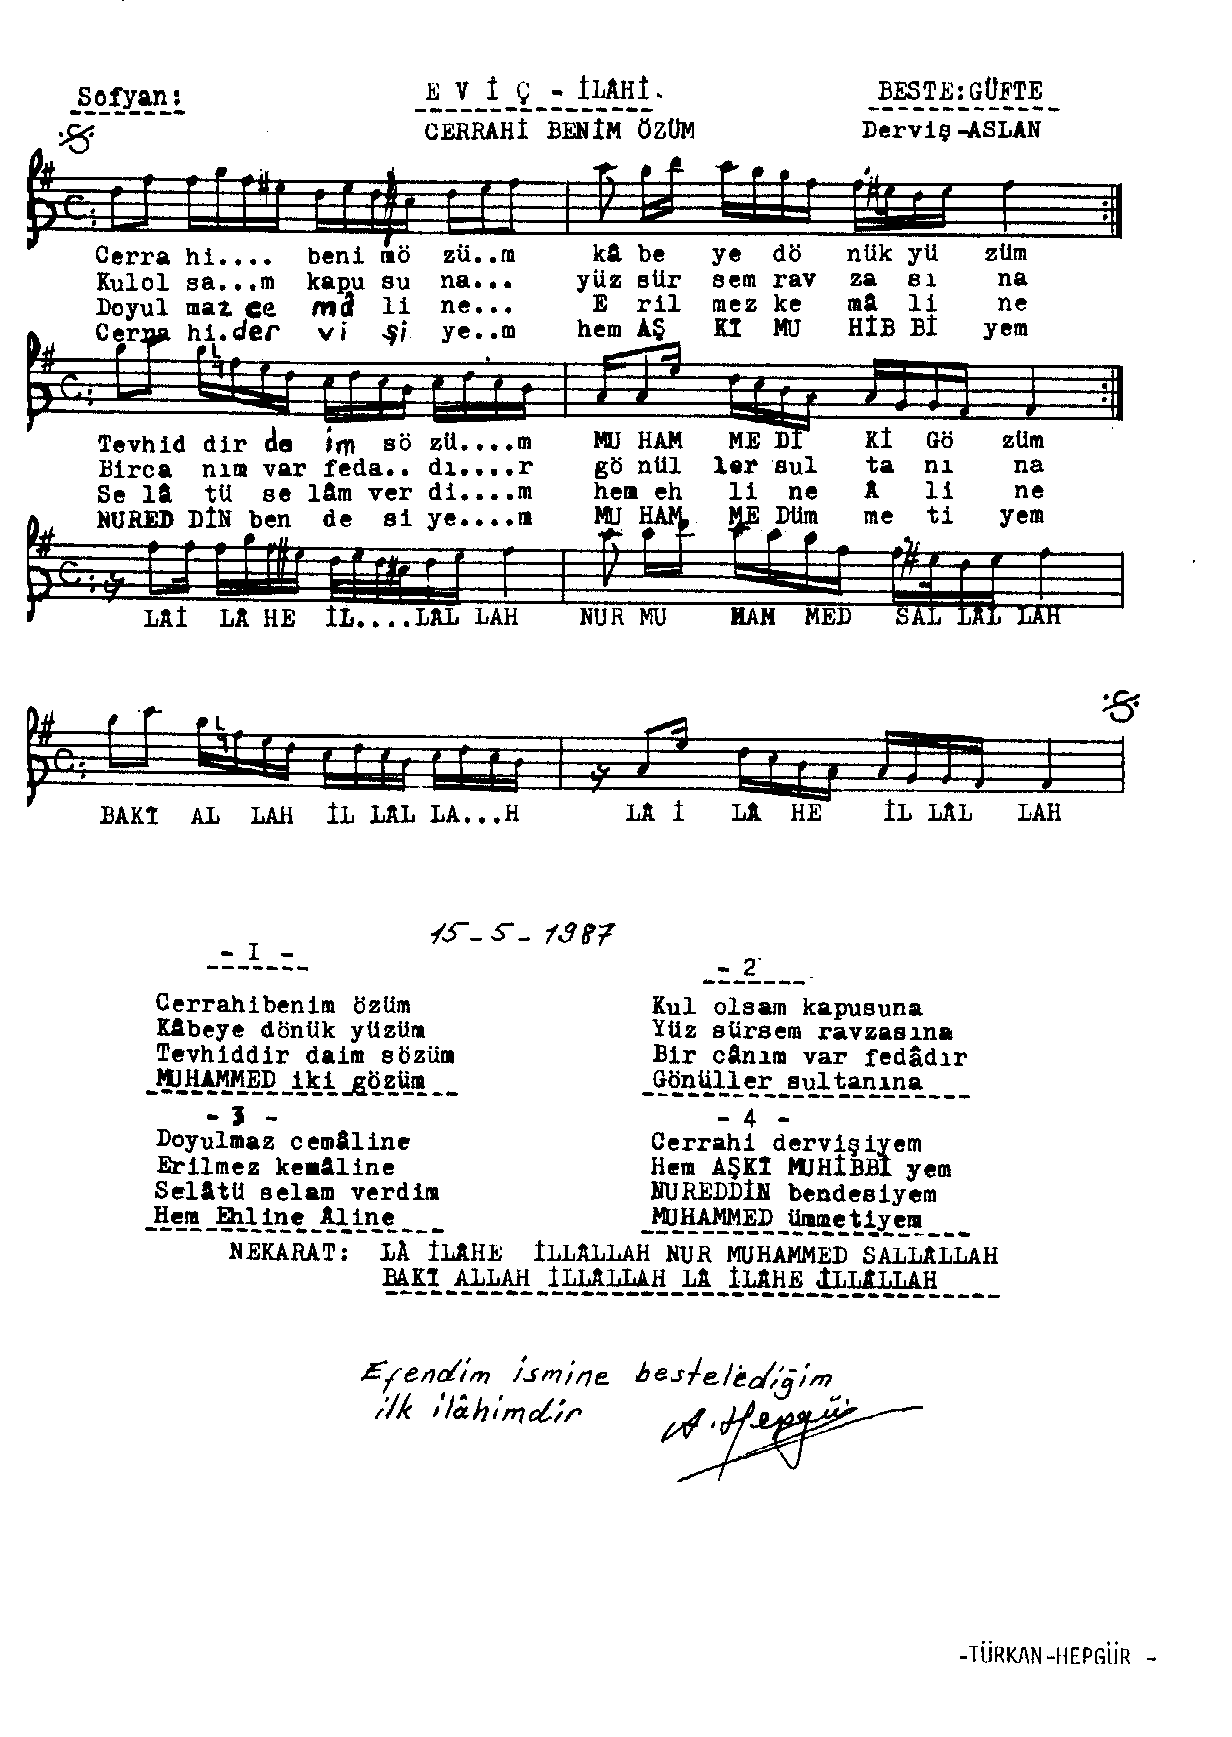 Sofyan:
E V İ Ç - İLÂHİ.
BESTE:GÜFTE
CERRAHİ BENİM ÖZÜM
Derviş-ASLAN
Cerra hi.... beni mö zü..m kâ be ye dö nük yü züm
Kulol sa...m kapu su na... yüz sür sem rav za sı na
Doyul maz ce mâ li ne... E ril mez ke mâ li ne
Cerra hi.der vi şi ye..m hem AŞ KÎ MU HİB Bİ yem
Tevhid dir da im sö zü....m MU HAM ME Dİ Kİ Gö züm
Birca nım var feda.. dı....r gö nül ler sul ta nı na
Se lâ tü se lâm ver di....m hem eh li ne Â li ne
NURED DİN ben de si ye....m MU HAM ME Düm me ti yem
LAİ LÂ HE İL....LAL LAH NUR MU HAM MED SAL LÂL LAH
BAKÎ AL LAH İL LÂL LA...H LÂ İ LÂ HE İL LÂL LAH
15-5-1987
- I -
Cerrahibenim özüm
Kâbeye dönük yüzüm
Tevhiddir daim sözüm
MUHAMMED iki gözüm
- 2
Kul olsam kapusuna
Yüz sürsem ravzasına
Bir cânım var fedâdır
Gönüller sultanına
- 3 -
Doyulmaz cemâline
Erilmez kemâline
Selâtü selam verdim
Hem Ehline Âline
- 4 -
Cerrahi dervişiyem
Hem AŞKÎ MUHİBBİ yem
NUREDDİN bendesiyem
MUHAMMED ümmetiyem
NEKARAT: LÂ İLÂHE İLLÂLLAH NUR MUHAMMED SALLÂLLAH
BAKÎ ALLAH İLLÂLLAH LÂ İLÂHE İLLÂLLAH
Efendim ismine bestelediğim
ilk ilâhimdir
A. Hepgür
-TÜRKAN-HEPGÜR -